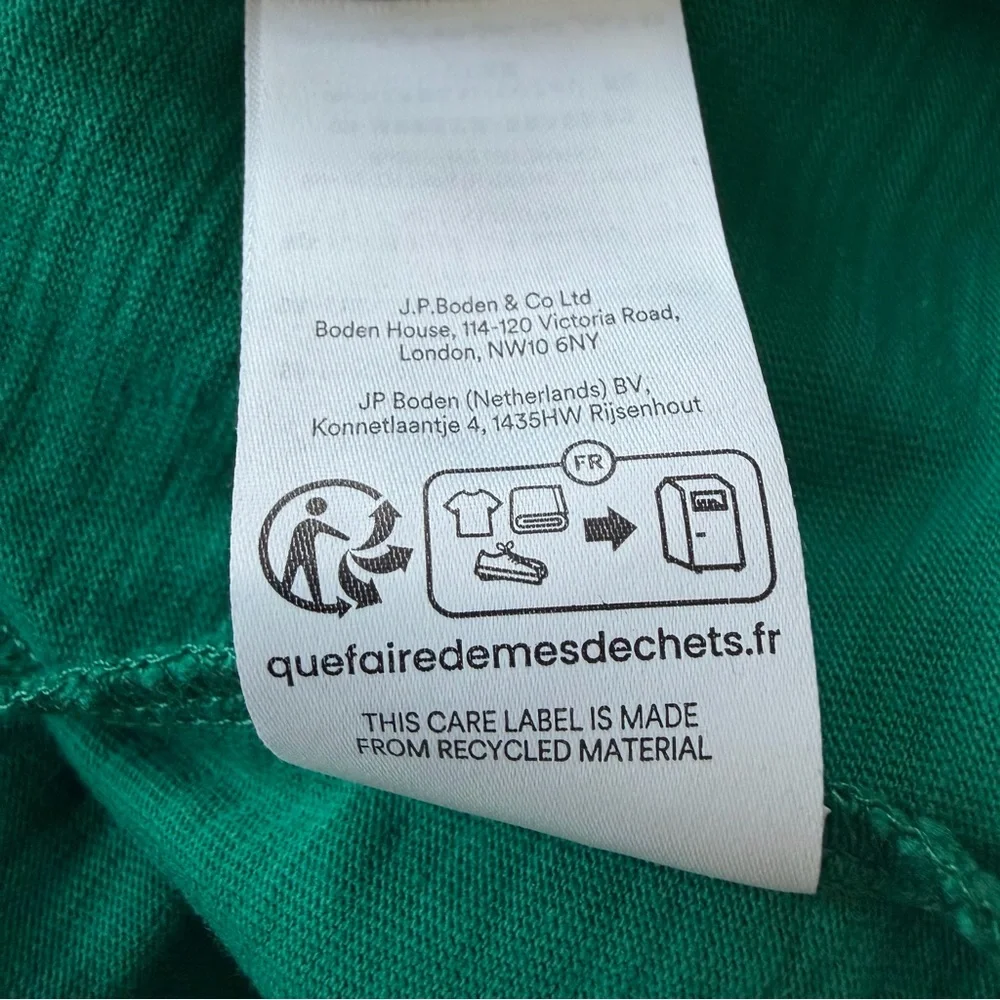 J.P.Boden & Co Ltd
Boden House, 114-120 Victoria Road,
London, NW10 6NY
JP Boden (Netherlands) BV,
Konnetlaantje 4, 1435HW Rijsenhout
FR
quefairedemesdechets.fr
THIS CARE LABEL IS MADE
FROM RECYCLED MATERIAL